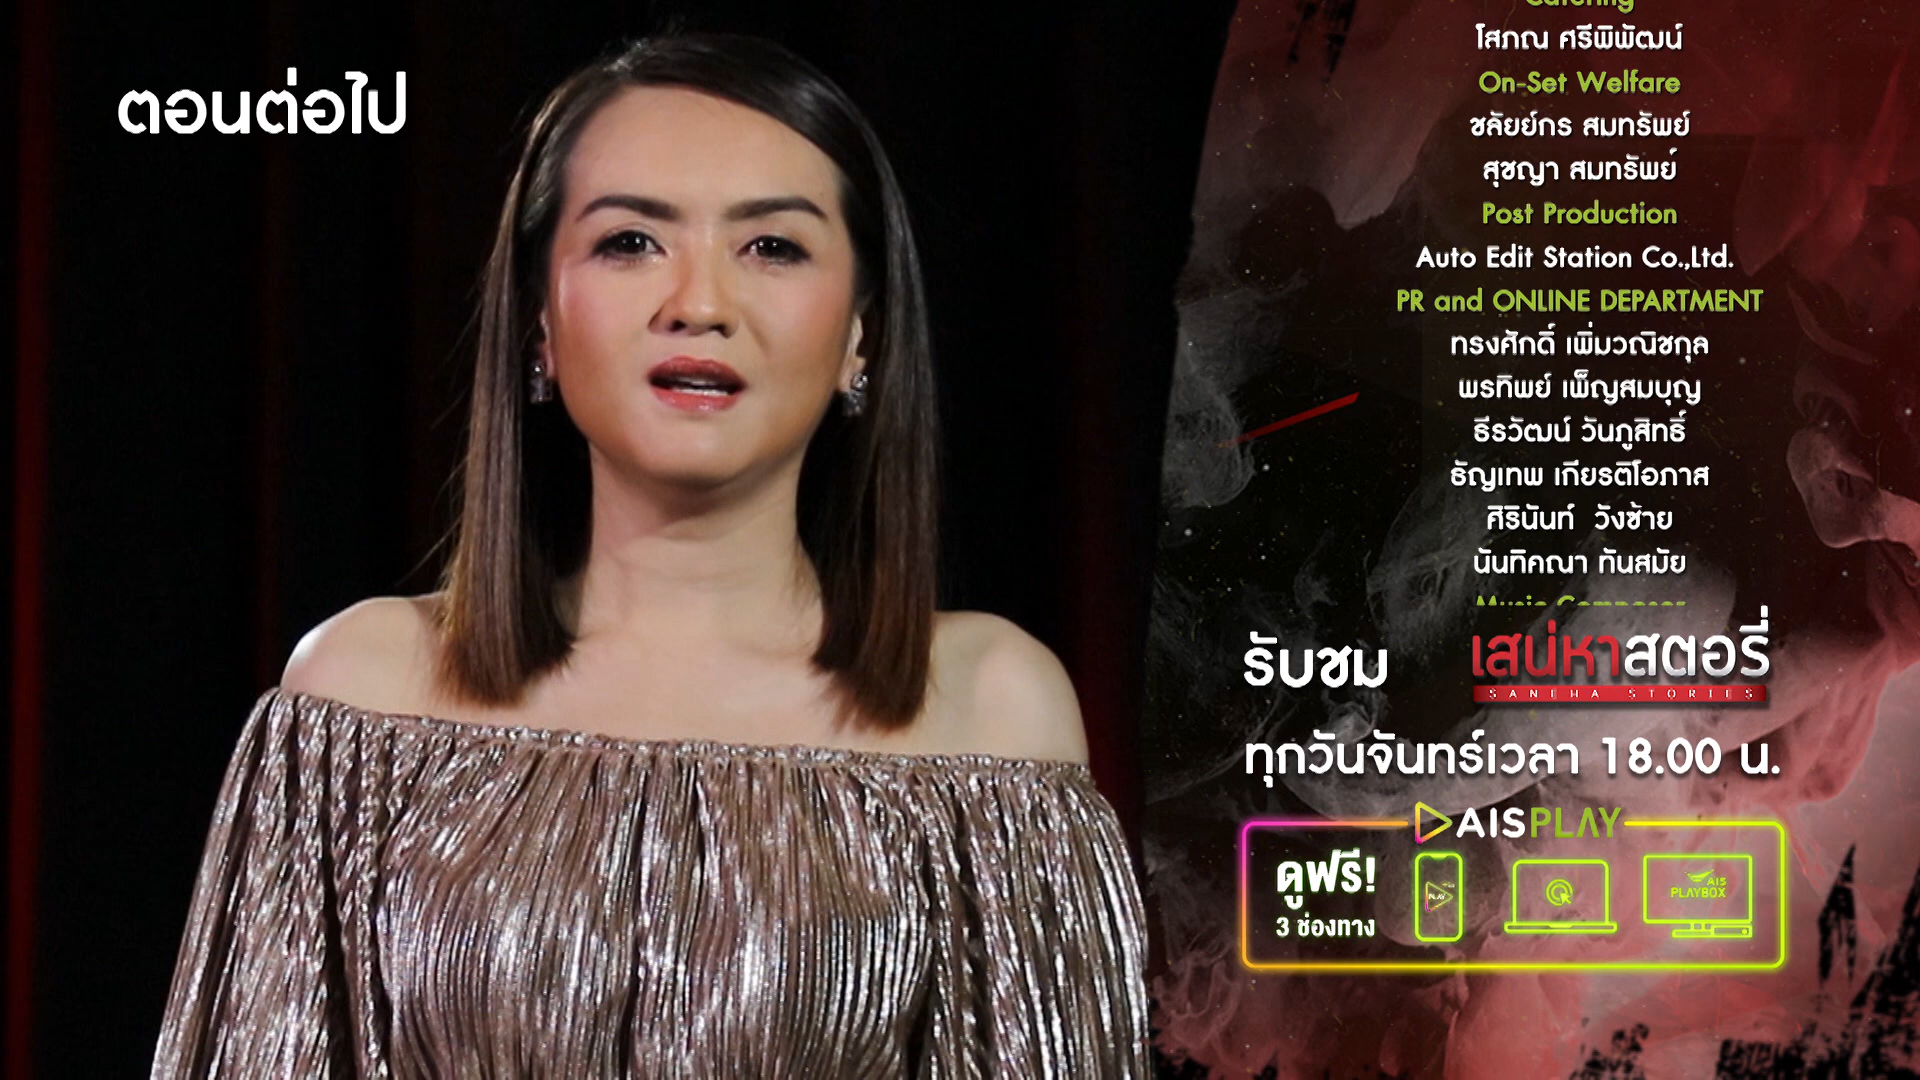 ตอนต่อไป
Catering
โสภณ ศรีพิพัฒน์
On-Set Welfare
ชลัยย์กร สมทรัพย์
สุชญา สมทรัพย์
Post Production
Auto Edit Station Co.,Ltd.
PR and ONLINE DEPARTMENT
ทรงศักดิ์ เพิ่มวณิชกุล
พรทิพย์ เพ็ญสมบุญ
ธีรวัฒน์ วันภูสิทธิ์
ธัญเทพ เกียรติโอภาส
ศิรินันท์ วังซ้าย
นันทิคณา ทันสมัย
Music Composer
รับชม
เสน่หาสตอรี่
SANEHA STORIES
ทุกวันจันทร์เวลา 18.00 น.
AISPLAY
ดูฟรี!
3 ช่องทาง
PLAY
AIS
PLAYBOX